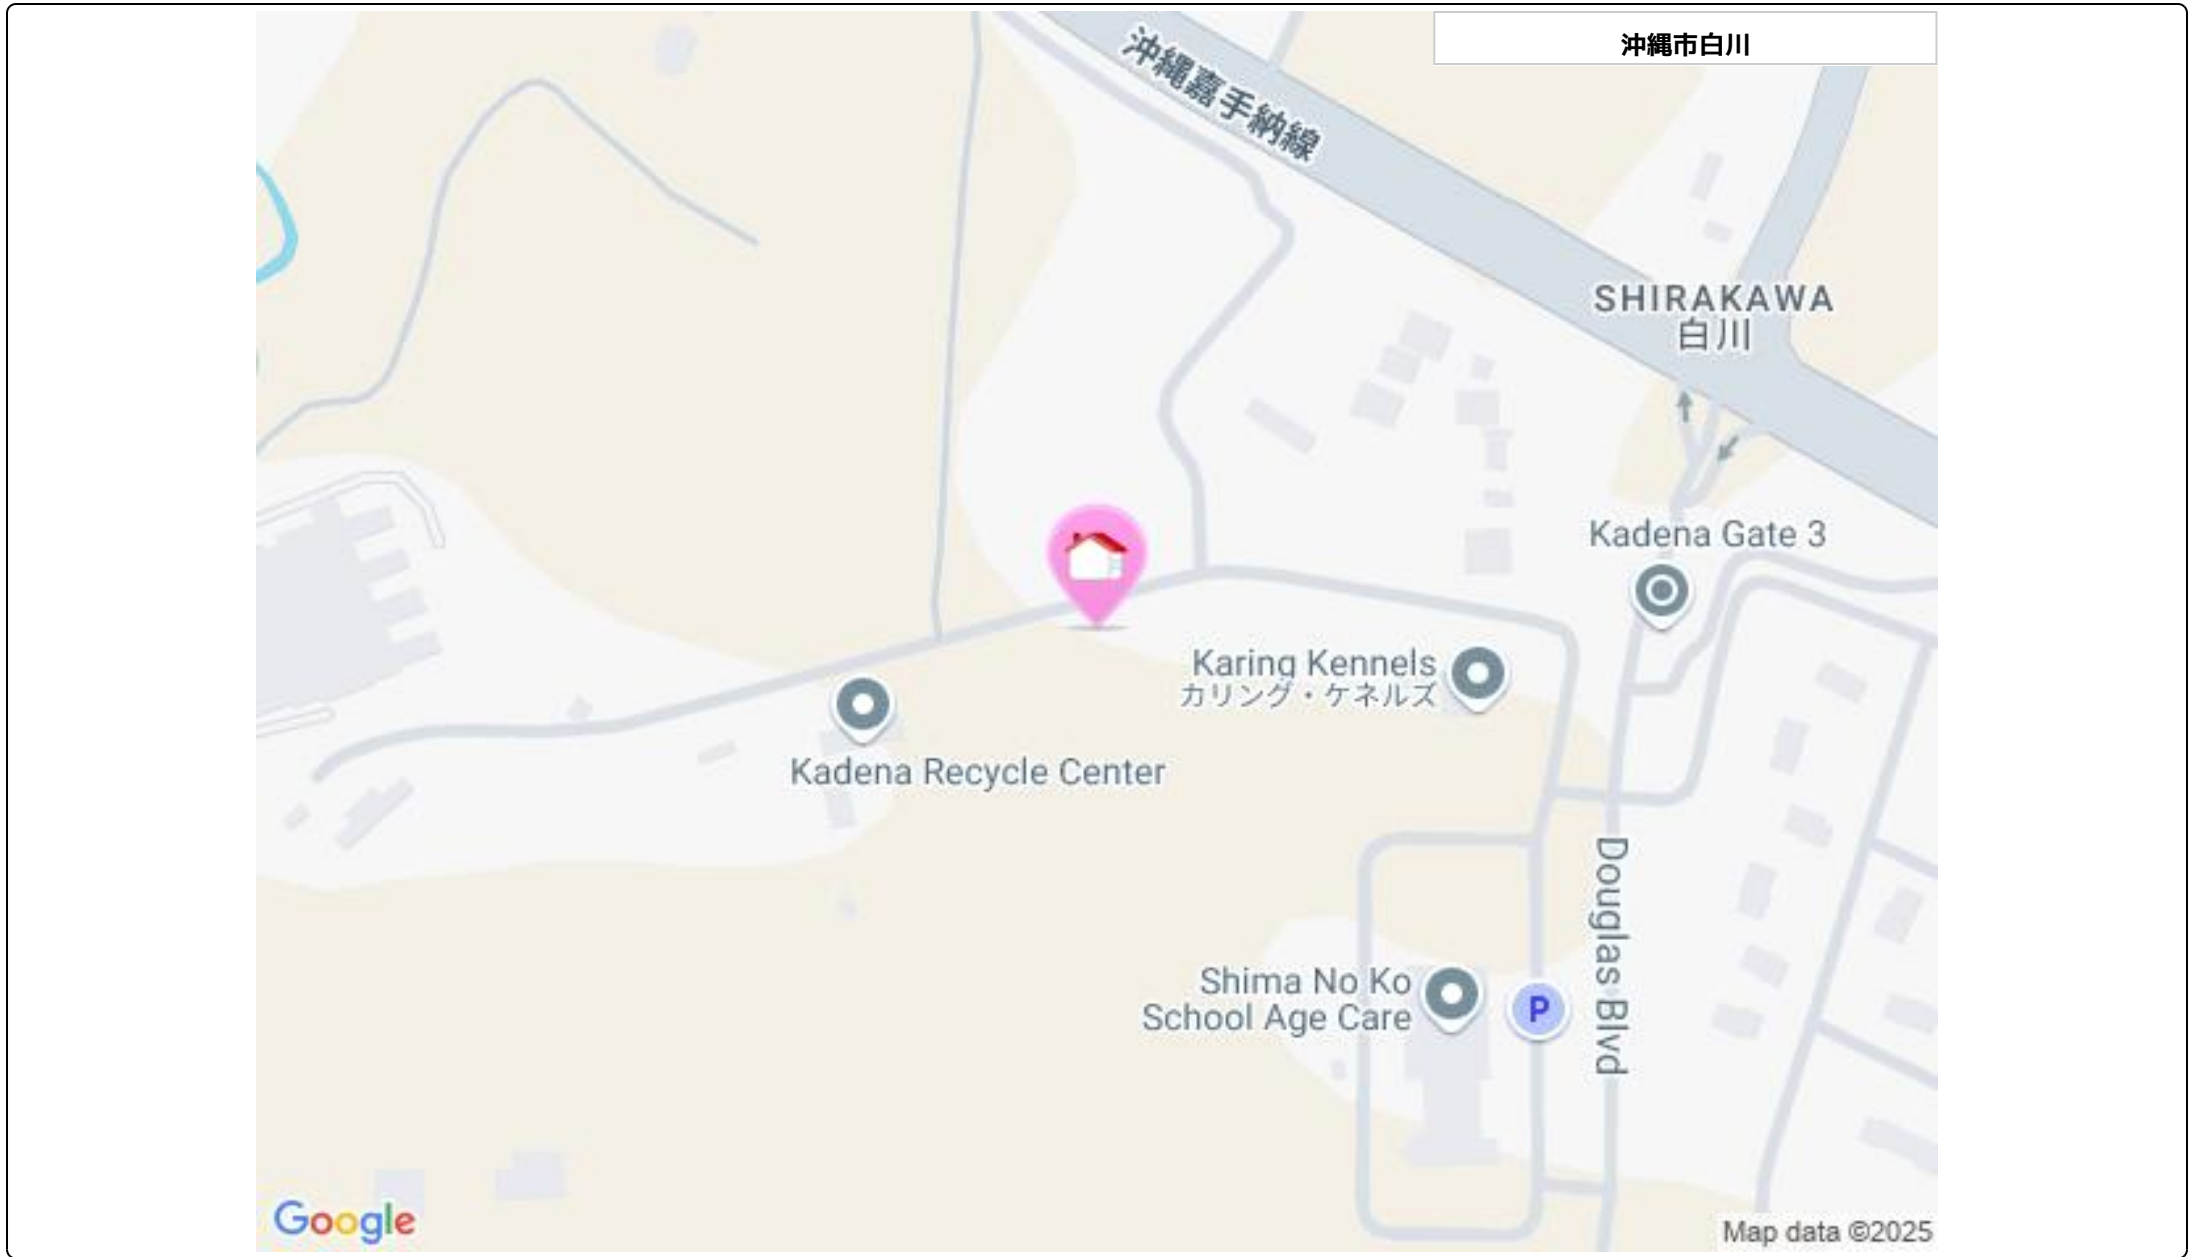 沖縄市白川
沖縄嘉手納線
SHIRAKAWA
白川
Kadena Gate 3
Karing Kennels
カリング・ケネルズ
Kadena Recycle Center
Douglas Blvd
Shima No Ko
School Age Care
P
Google
Map data ©2025